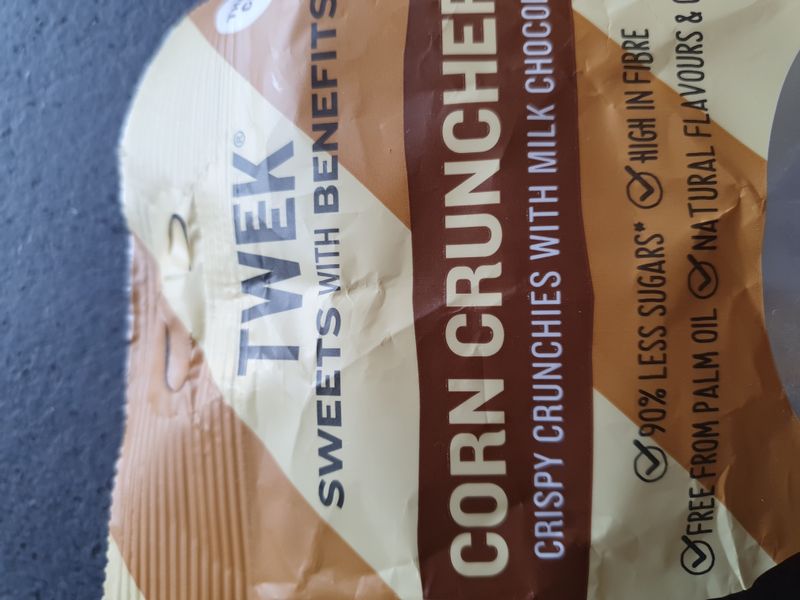 TWEK®
SWEETS WITH BENEFITS
CORN CRUNCHER
CRISPY CRUNCHIES WITH MILK
90% LESS SUGARS* HIGH IN FIBRE
FREE FROM PALM OIL NATURAL FLAVOURS &